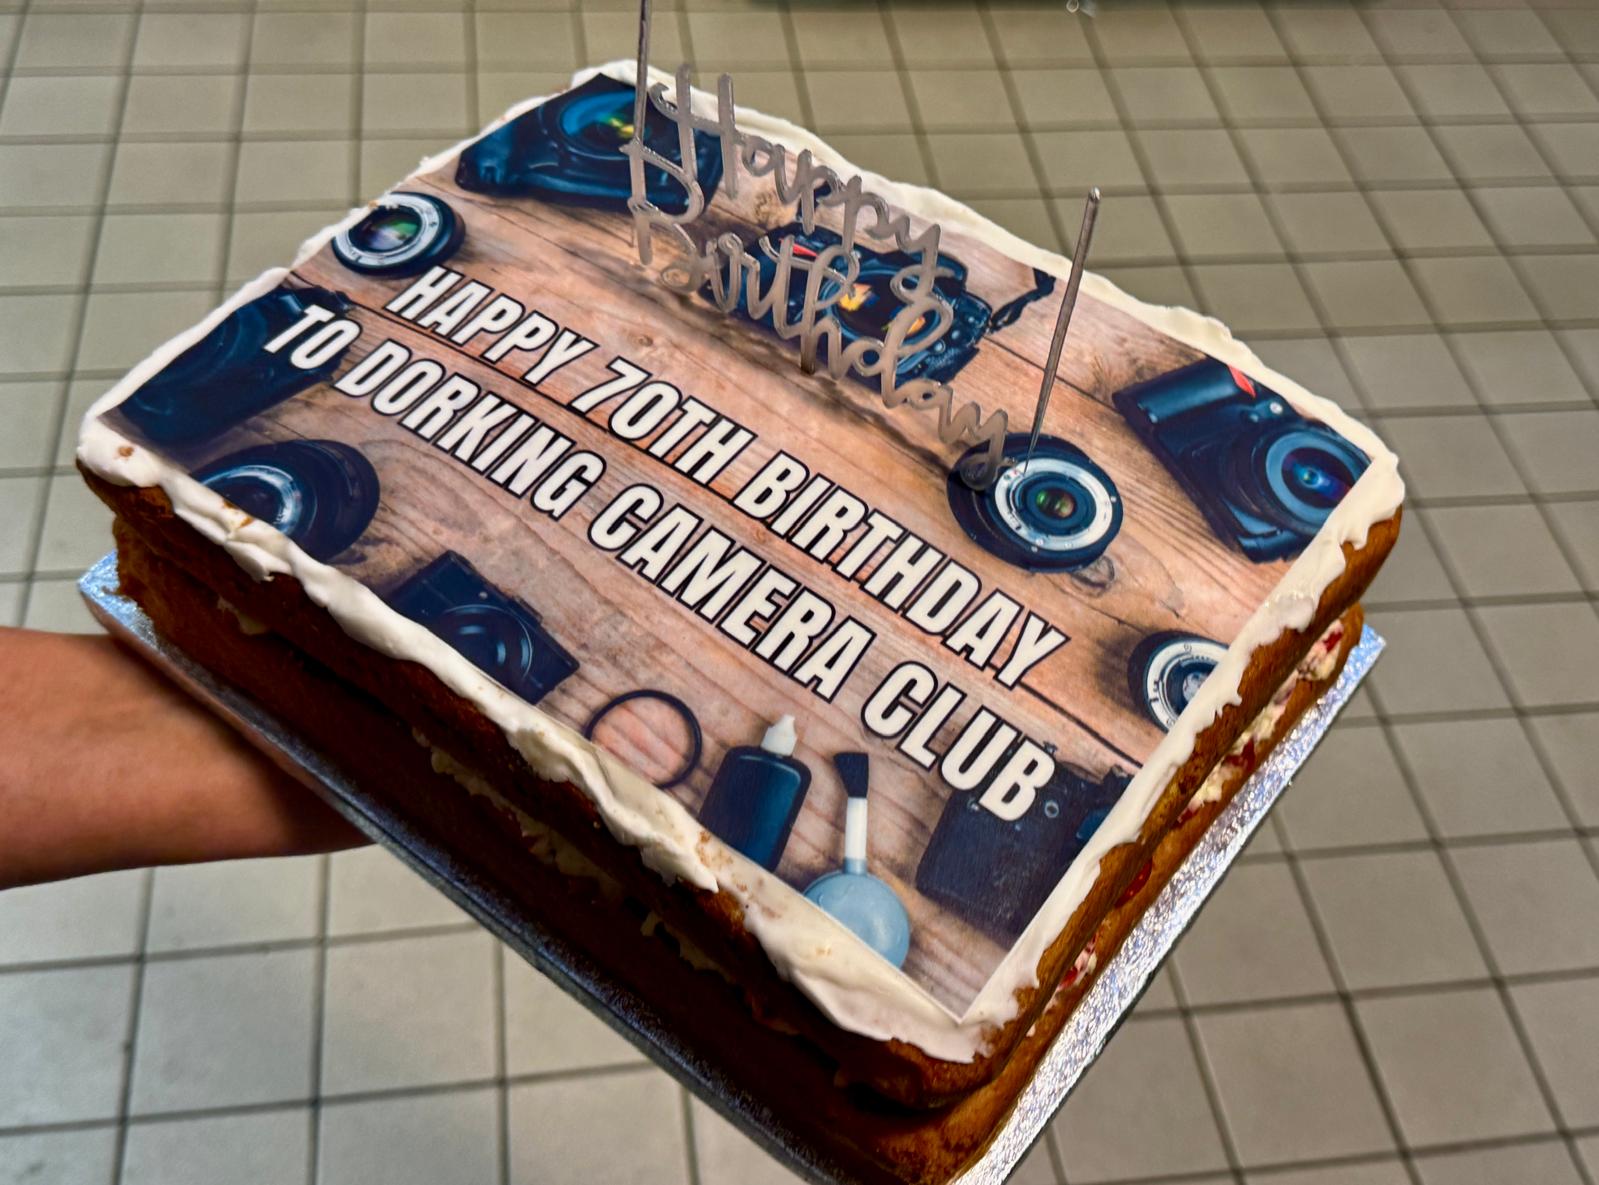 Happy
Birthday
HAPPY 70TH BIRTHDAY
TO DORKING CAMERA CLUB